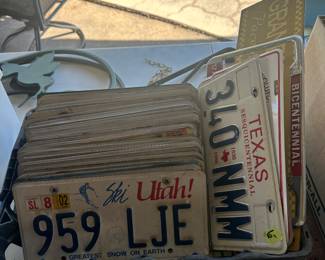 SL 8 02 Ski Utah!
959 LJE
GREATEST SNOW ON EARTH
TEXAS
SESQUICENTENNIAL
340 NMM
BICENTENNIAL